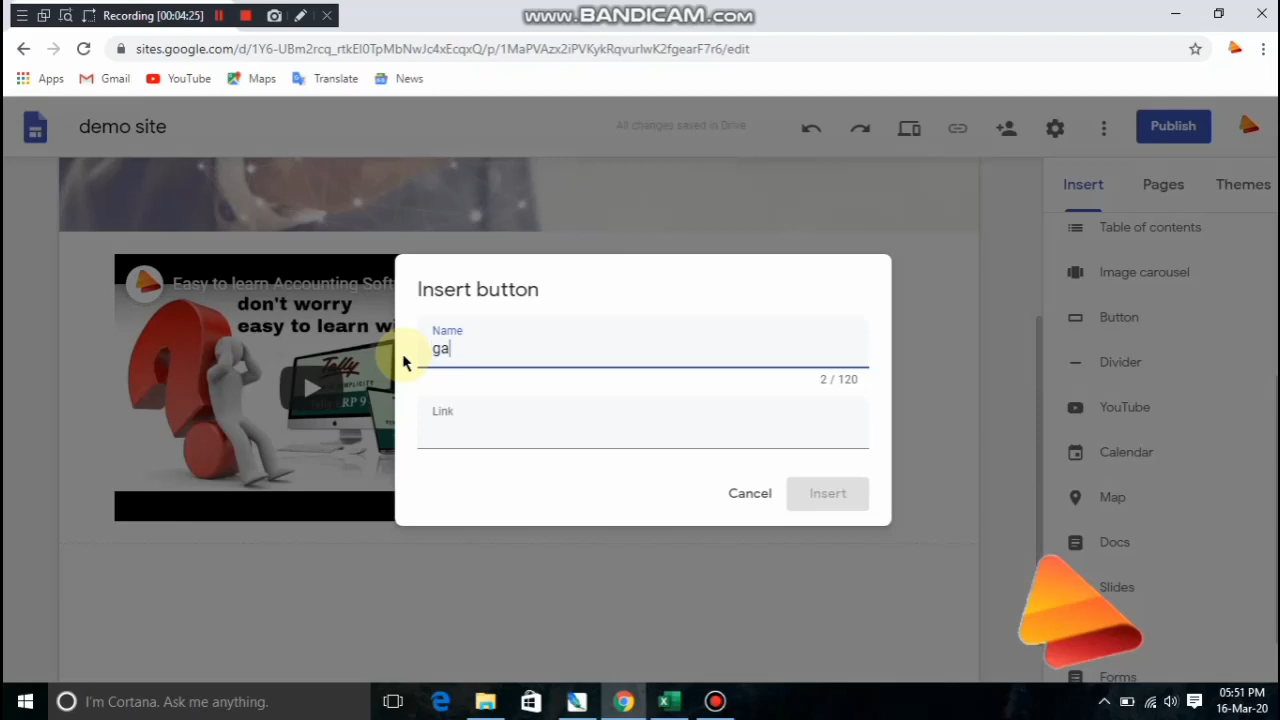 Recording [00:04:25]
www.BANDICAM.com
sites.google.com/d/1Y6-UBm2rcq_rtkEI0TpMbNwJc4xEcqxQ/p/1MaPVAzx2iPVKykRqvurIwK2fgearF7r6/edit
Apps Gmail YouTube Maps Translate News
demo site
All changes saved in Drive
Publish
Insert Pages Themes
Table of contents
Image carousel
Button
Divider
YouTube
Calendar
Map
Docs
Slides
Forms
Easy to learn Accounting Soft
don't worry
easy to learn wi
Tally
ERP 9
Insert button
Name
ga
2 / 120
Link
Cancel Insert
I'm Cortana. Ask me anything.
05:51 PM
16-Mar-20